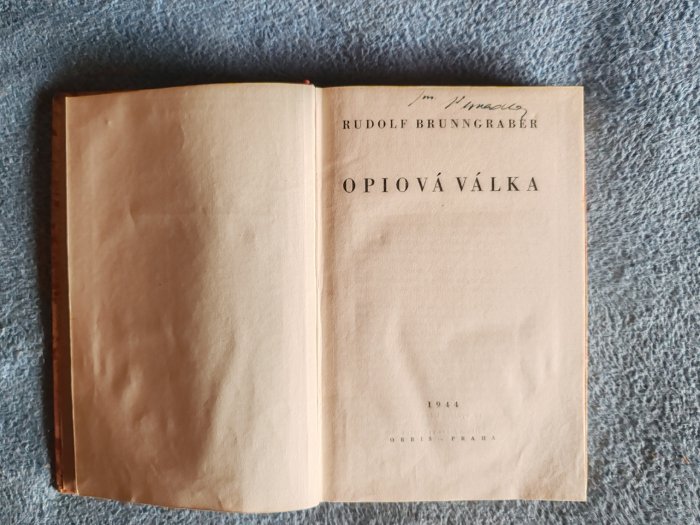 RUDOLF BRUNNGRABER
OPIOVÁ VÁLKA
1944
ORBIS – PRAHA